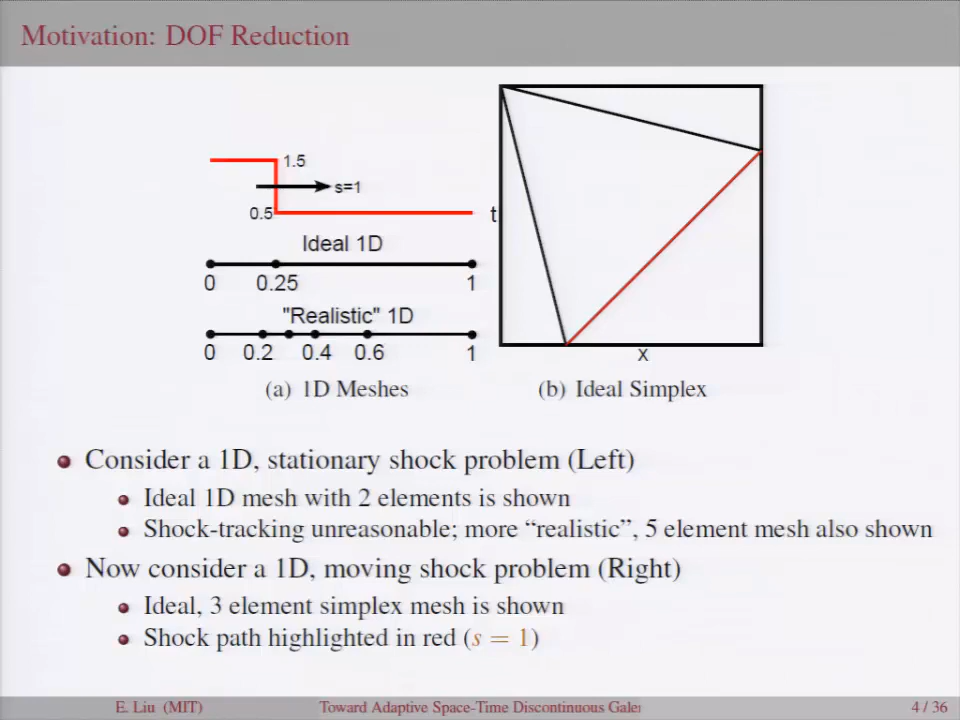 Motivation: DOF Reduction
1.5
s=1
0.5
t
Ideal 1D
0 0.25 1
"Realistic" 1D
0 0.2 0.4 0.6 1
x
(a) 1D Meshes
(b) Ideal Simplex
Consider a 1D, stationary shock problem (Left)
Ideal 1D mesh with 2 elements is shown
Shock-tracking unreasonable; more “realistic”, 5 element mesh also shown
Now consider a 1D, moving shock problem (Right)
Ideal, 3 element simplex mesh is shown
Shock path highlighted in red (s = 1)
E. Liu (MIT) Toward Adaptive Space-Time Discontinuous Galer 4 / 36